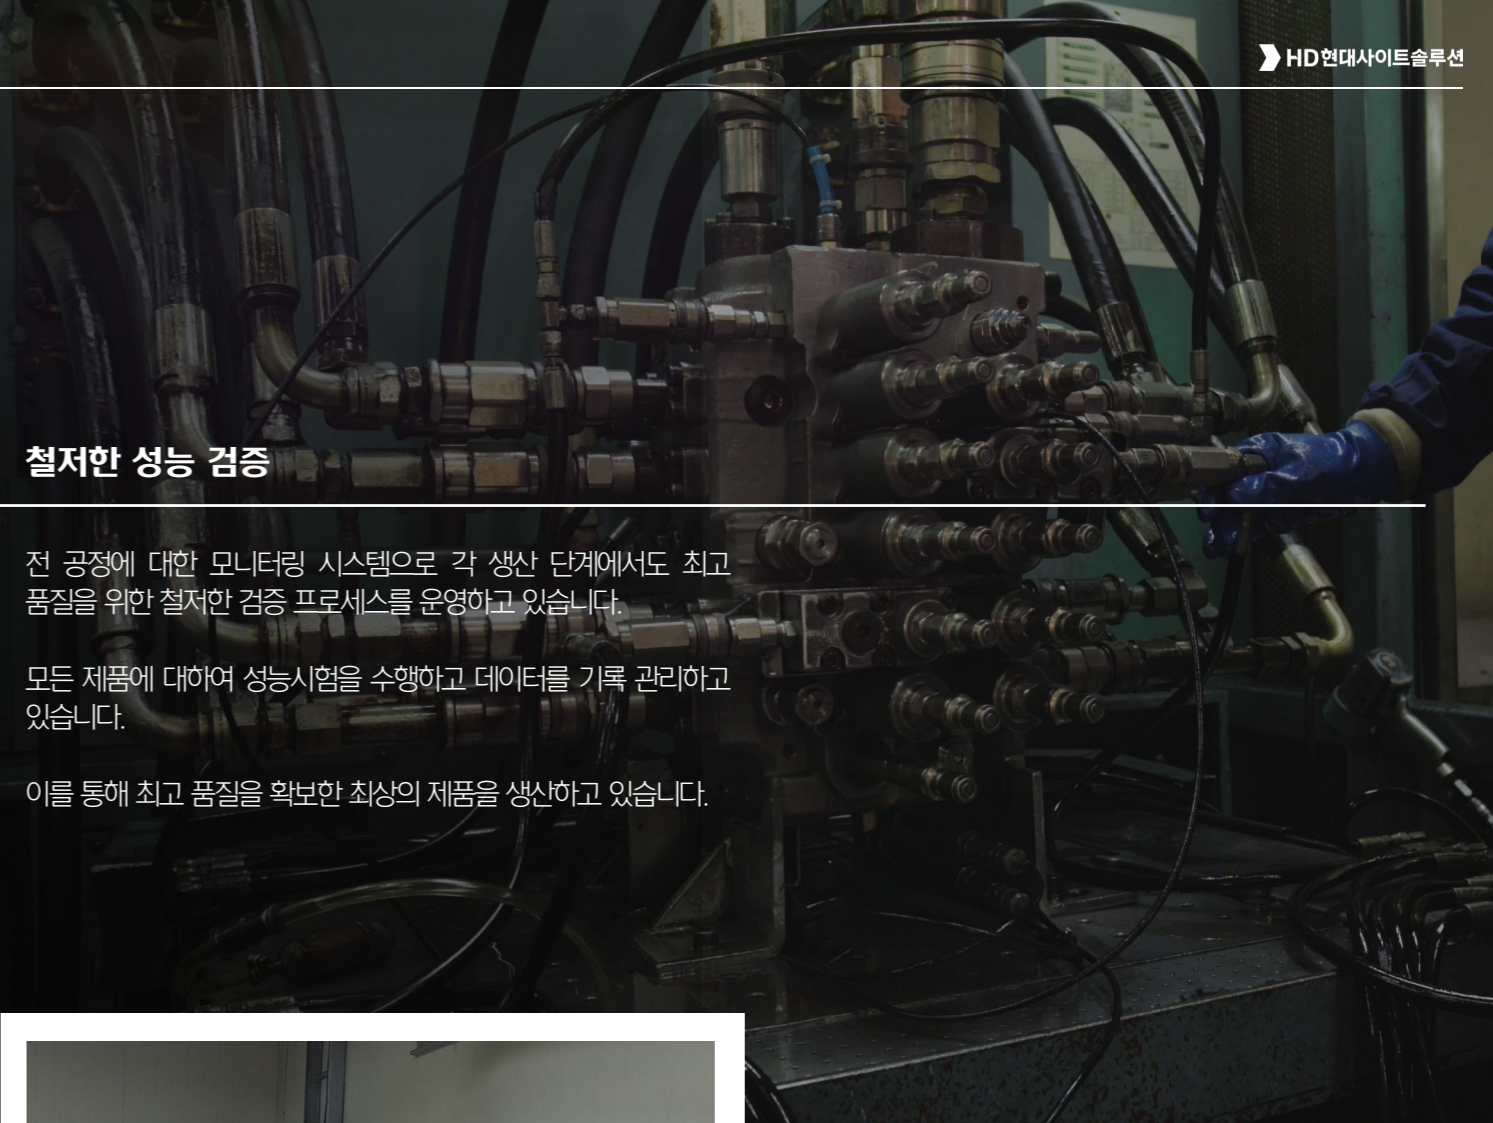 HD현대사이트솔루션
철저한 성능 검증
전 공정에 대한 모니터링 시스템으로 각 생산 단계에서도 최고
품질을 위한 철저한 검증 프로세스를 운영하고 있습니다.
모든 제품에 대하여 성능시험을 수행하고 데이터를 기록 관리하고
있습니다.
이를 통해 최고 품질을 확보한 최상의 제품을 생산하고 있습니다.